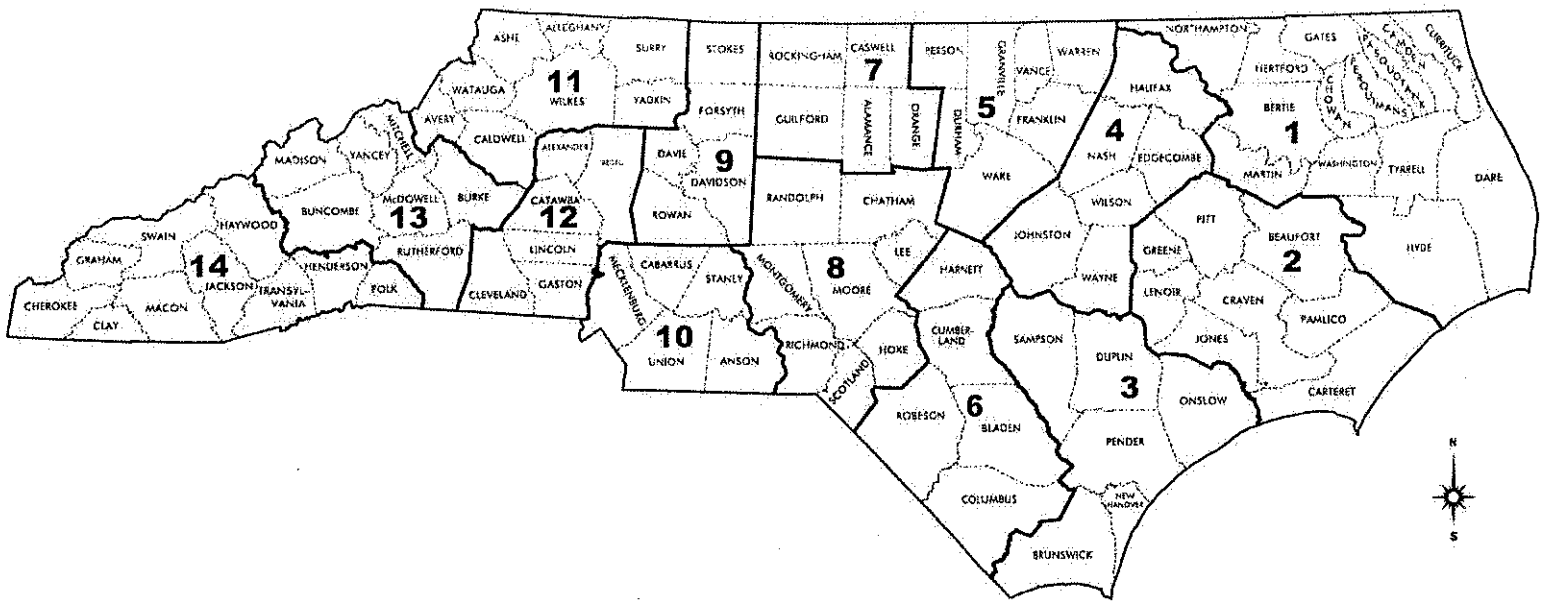 ASHE
ALLEGHANY
SURRY
STOKES
ROCKINGHAM
CASWELL
7
PERSON
GRANVILLE
VANCE
WARREN
NORTHAMPTON
GATES
CAMDEN
CURRITUCK
PASQUOTANK
PERQUIMANS
HERTFORD
CHOWAN
HALIFAX
BERTIE
1
WATAUGA
11
WILKES
YADKIN
FORSYTH
GUILFORD
ALAMANCE
ORANGE
DURHAM
5
FRANKLIN
4
NASH
EDGECOMBE
MARTIN
WASHINGTON
TYRRELL
DARE
AVERY
CALDWELL
MITCHELL
MADISON
YANCEY
ALEXANDER
DAVIE
9
DAVIDSON
WAKE
BURKE
McDOWELL
BUNCOMBE
13
CATAWBA
12
ROWAN
RANDOLPH
CHATHAM
WILSON
PITT
BEAUFORT
2
HYDE
HAYWOOD
SWAIN
RUTHERFORD
LINCOLN
JOHNSTON
GREENE
GRAHAM
14
JACKSON
HENDERSON
TRANSYL-
VANIA
POLK
CLEVELAND
GASTON
MECKLENBURG
CABARRUS
STANLY
MONTGOMERY
8
MOORE
LEE
HARNETT
WAYNE
LENOIR
CRAVEN
PAMLICO
CHEROKEE
CLAY
MACON
10
UNION
ANSON
RICHMOND
SCOTLAND
HOKE
CUMBER-
LAND
SAMPSON
DUPLIN
3
JONES
ONSLOW
CARTERET
ROBESON
6
BLADEN
PENDER
COLUMBUS
NEW
HANOVER
BRUNSWICK
N
S